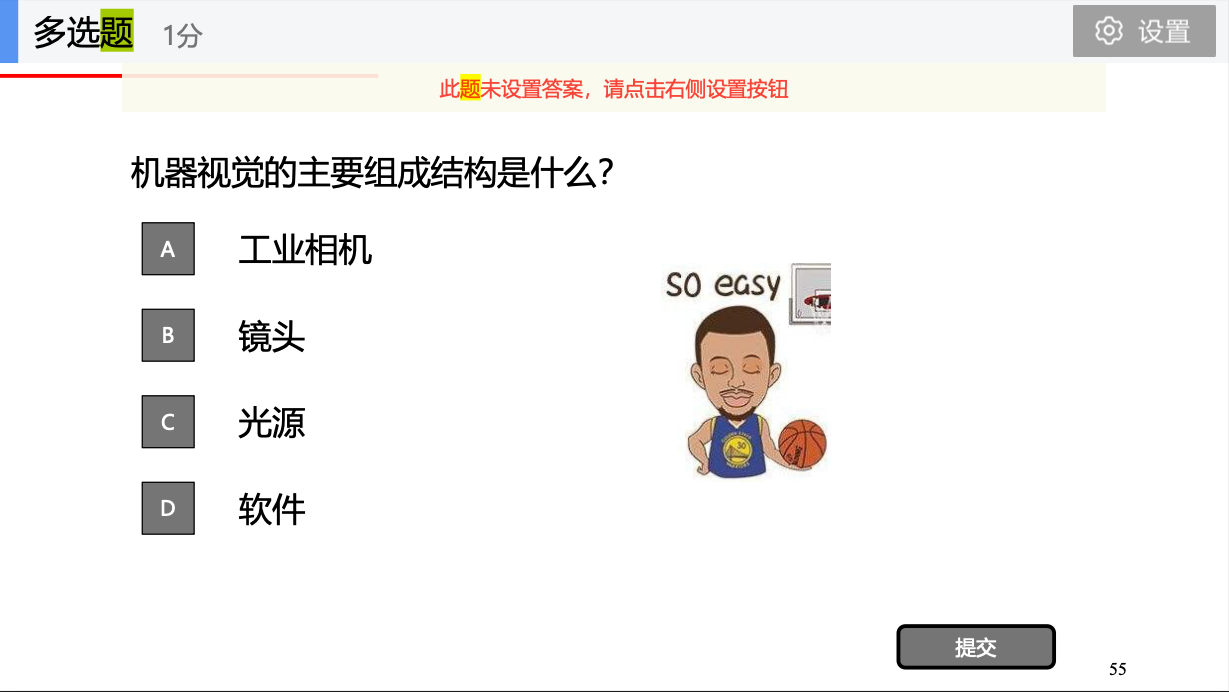 多选题 1分
设置
此题未设置答案，请点击右侧设置按钮
机器视觉的主要组成结构是什么？
A 工业相机
B 镜头
C 光源
D 软件
so easy
30
提交
55